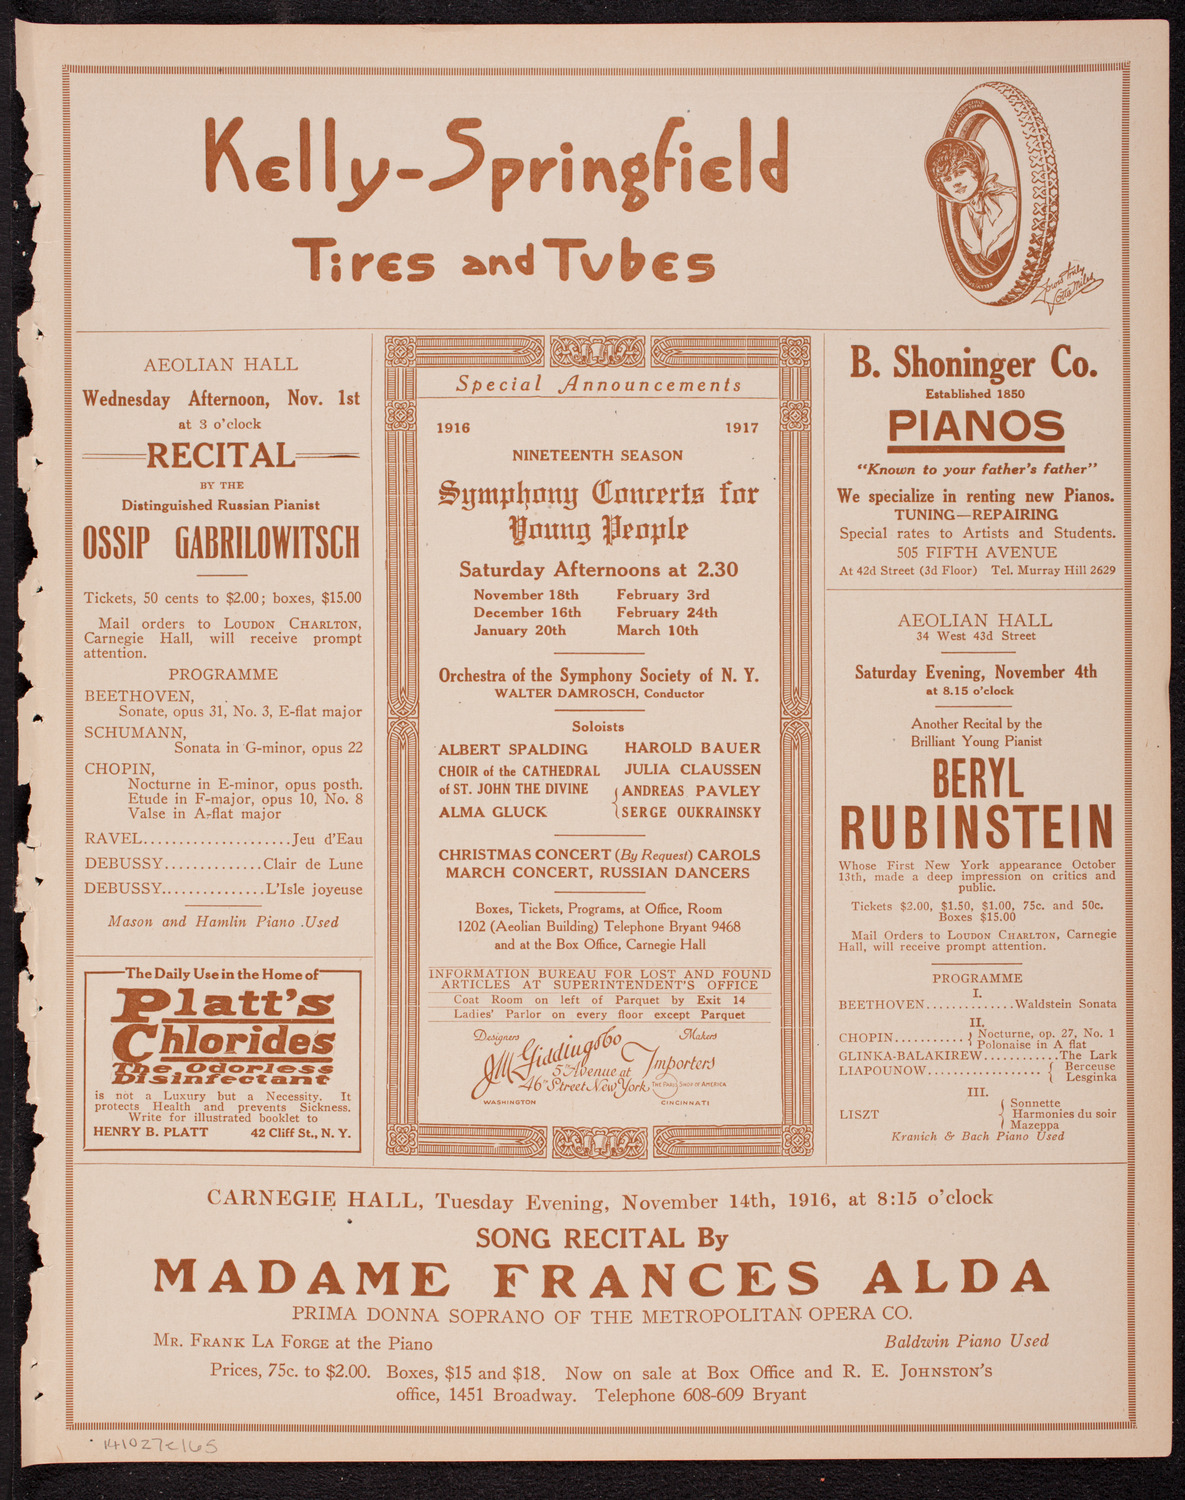 Kelly-Springfield
Tires and Tubes
Yours truly
Lotta Miles
AEOLIAN HALL
Wednesday Afternoon, Nov. 1st
at 3 o'clock
RECITAL
BY THE
Distinguished Russian Pianist
OSSIP GABRILOWITSCH
Tickets, 50 cents to $2.00; boxes, $15.00
Mail orders to LOUDON CHARLTON,
Carnegie Hall, will receive prompt
attention.
PROGRAMME
BEETHOVEN,
Sonate, opus 31, No. 3, E-flat major
SCHUMANN,
Sonata in G-minor, opus 22
CHOPIN,
Nocturne in E-minor, opus posth.
Etude in F-major, opus 10, No. 8
Valse in A-flat major
RAVEL....................Jeu d'Eau
DEBUSSY.............Clair de Lune
DEBUSSY..............L'Isle joyeuse
Mason and Hamlin Piano .Used
The Daily Use in the Home of
Platt's
Chlorides
The Odorless
Disinfectant
is not a Luxury but a Necessity. It
protects Health and prevents Sickness.
Write for illustrated booklet to
HENRY B. PLATT 42 Cliff St., N. Y.
Special Announcements
1916 1917
NINETEENTH SEASON
Symphony Concerts for
Young People
Saturday Afternoons at 2.30
November 18th February 3rd
December 16th February 24th
January 20th March 10th
Orchestra of the Symphony Society of N. Y.
WALTER DAMROSCH, Conductor
Soloists
ALBERT SPALDING HAROLD BAUER
CHOIR of the CATHEDRAL JULIA CLAUSSEN
of ST. JOHN THE DIVINE { ANDREAS PAVLEY
ALMA GLUCK SERGE OUKRAINSKY
CHRISTMAS CONCERT (By Request) CAROLS
MARCH CONCERT, RUSSIAN DANCERS
Boxes, Tickets, Programs, at Office, Room
1202 (Aeolian Building) Telephone Bryant 9468
and at the Box Office, Carnegie Hall
INFORMATION BUREAU FOR LOST AND FOUND
ARTICLES AT SUPERINTENDENT'S OFFICE
Coat Room on left of Parquet by Exit 14
Ladies' Parlor on every floor except Parquet
Designers Makers
JM Gidding & Co Importers
5th Avenue at
46th Street New York THE PARIS SHOP OF AMERICA
WASHINGTON CINCINNATI
B. Shoninger Co.
Established 1850
PIANOS
"Known to your father's father"
We specialize in renting new Pianos.
TUNING—REPAIRING
Special rates to Artists and Students.
505 FIFTH AVENUE
At 42d Street (3d Floor) Tel. Murray Hill 2629
AEOLIAN HALL
34 West 43d Street
Saturday Evening, November 4th
at 8.15 o'clock
Another Recital by the
Brilliant Young Pianist
BERYL
RUBINSTEIN
Whose First New York appearance October
13th, made a deep impression on critics and
public.
Tickets $2.00, $1.50, $1.00, 75c. and 50c.
Boxes $15.00
Mail Orders to LOUDON CHARLTON, Carnegie
Hall, will receive prompt attention.
PROGRAMME
I.
BEETHOVEN..............Waldstein Sonata
II.
CHOPIN........... } Nocturne, op. 27, No. 1
Polonaise in A flat
GLINKA-BALAKIREW............The Lark
LIAPOUNOW.................. { Berceuse
Lesginka
III.
LISZT { Sonnette
Harmonies du soir
Mazeppa
Kranich & Bach Piano Used
CARNEGIE HALL, Tuesday Evening, November 14th, 1916, at 8:15 o'clock
SONG RECITAL By
MADAME FRANCES ALDA
PRIMA DONNA SOPRANO OF THE METROPOLITAN OPERA CO.
MR. FRANK LA FORGE at the Piano Baldwin Piano Used
Prices, 75c. to $2.00. Boxes, $15 and $18. Now on sale at Box Office and R. E. JOHNSTON'S
office, 1451 Broadway. Telephone 608-609 Bryant